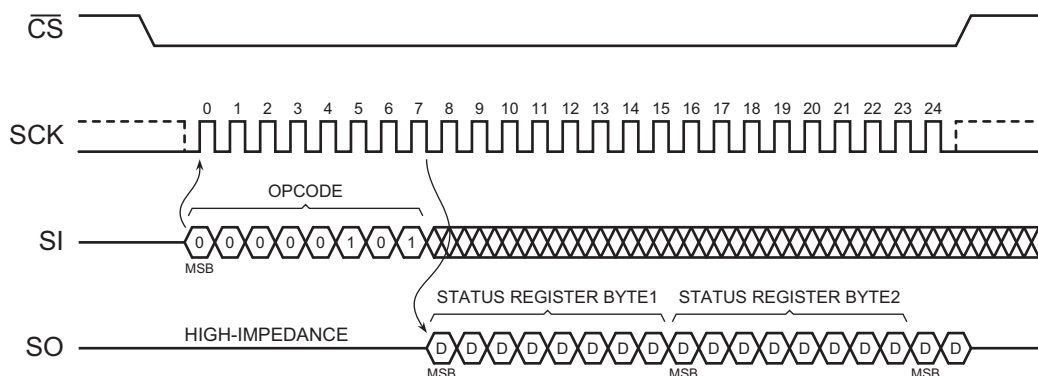 CS
SCK
0 1 2 3 4 5 6 7 8 9 10 11 12 13 14 15 16 17 18 19 20 21 22 23 24
OPCODE
SI
0 0 0 0 0 1 0 1
MSB
STATUS REGISTER BYTE1 STATUS REGISTER BYTE2
SO
HIGH-IMPEDANCE
D D D D D D D D D D D D D D D D D D
MSB MSB MSB